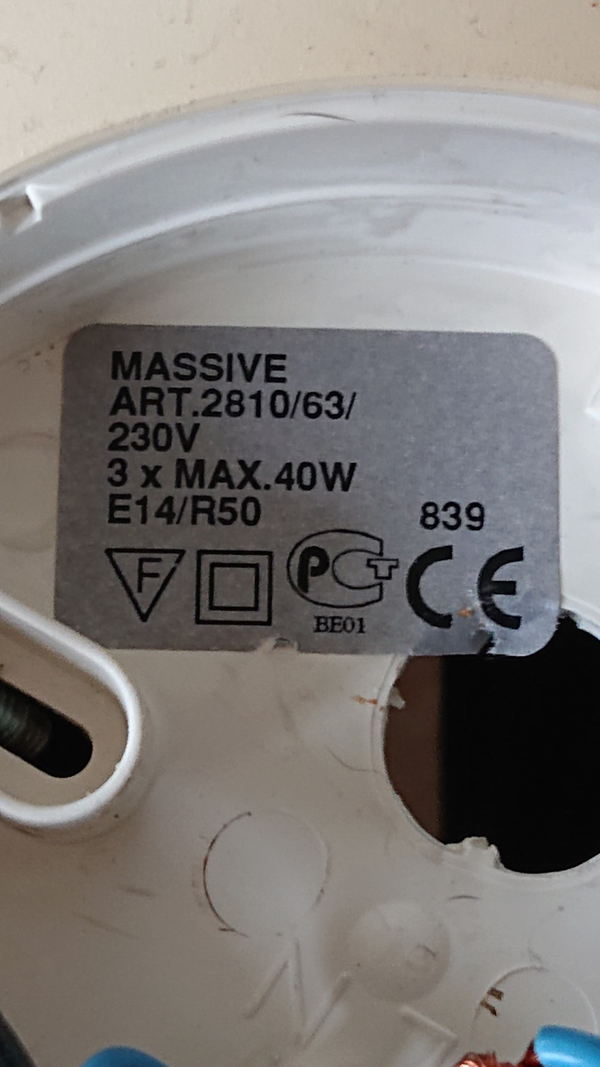 MASSIVE
ART.2810/63/
230V
3 x MAX.40W
E14/R50 839
F PCT CE
BE01